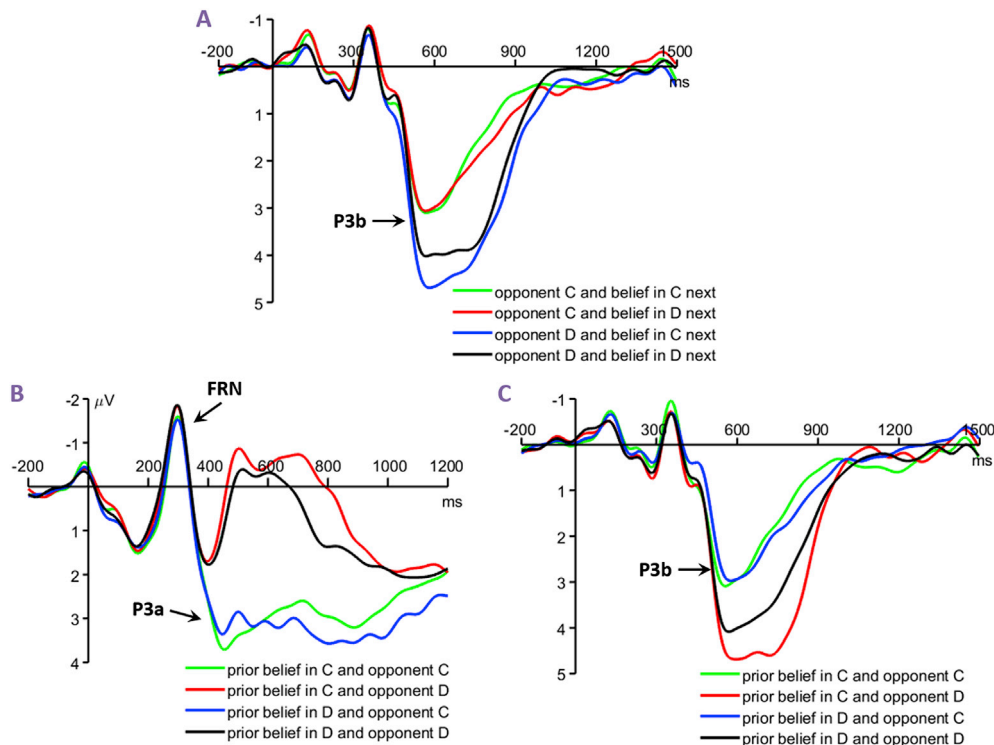 A
-1
-200
300
600
900
1200
1500
ms
1
2
P3b
3
4
5
opponent C and belief in C next
opponent C and belief in D next
opponent D and belief in C next
opponent D and belief in D next
B
-2
μV
FRN
-1
-200
200
400
600
800
1000
1200
ms
1
2
P3a
3
4
prior belief in C and opponent C
prior belief in C and opponent D
prior belief in D and opponent C
prior belief in D and opponent D
C
-1
-200
300
600
900
1200
1500
ms
1
2
P3b
3
4
5
prior belief in C and opponent C
prior belief in C and opponent D
prior belief in D and opponent C
prior belief in D and opponent D